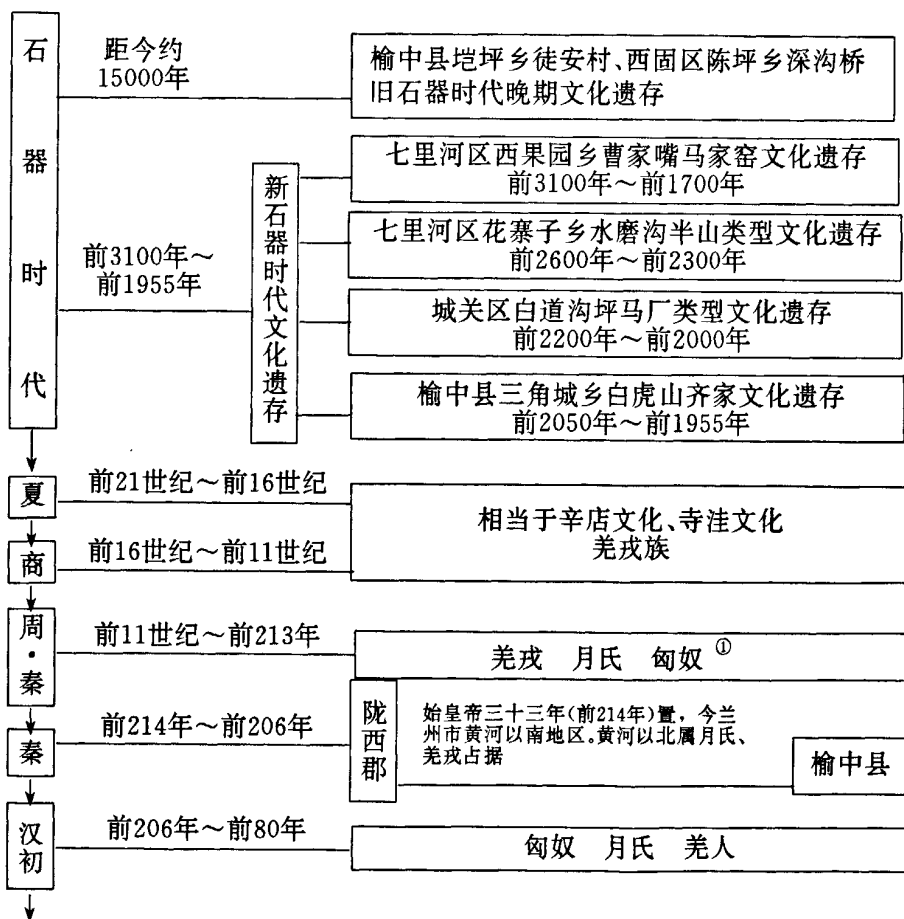 石器时代
距今约
15000年
榆中县垲坪乡徒安村、西固区陈坪乡深沟桥
旧石器时代晚期文化遗存
前3100年～
前1955年
新石器时代文化遗存
七里河区西果园乡曹家嘴马家窑文化遗存
前3100年～前1700年
七里河区花寨子乡水磨沟半山类型文化遗存
前2600年～前2300年
城关区白道沟坪马厂类型文化遗存
前2200年～前2000年
榆中县三角城乡白虎山齐家文化遗存
前2050年～前1955年
夏
前21世纪～前16世纪
商
前16世纪～前11世纪
相当于辛店文化、寺洼文化
羌戎族
周·秦
前11世纪～前213年
羌戎 月氏 匈奴①
秦
前214年～前206年
陇西郡
始皇帝三十三年(前214年)置，今兰
州市黄河以南地区。黄河以北属月氏、
羌戎占据
榆中县
汉初
前206年～前80年
匈奴 月氏 羌人